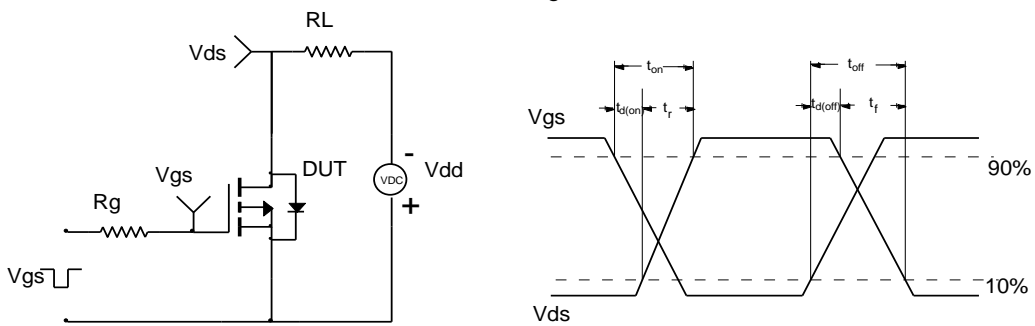 RL
Vds
-
Vdd
+
VDC
DUT
Vgs
Rg
Vgs
ton
toff
td(on)
tr
td(off)
tf
Vgs
90%
10%
Vds